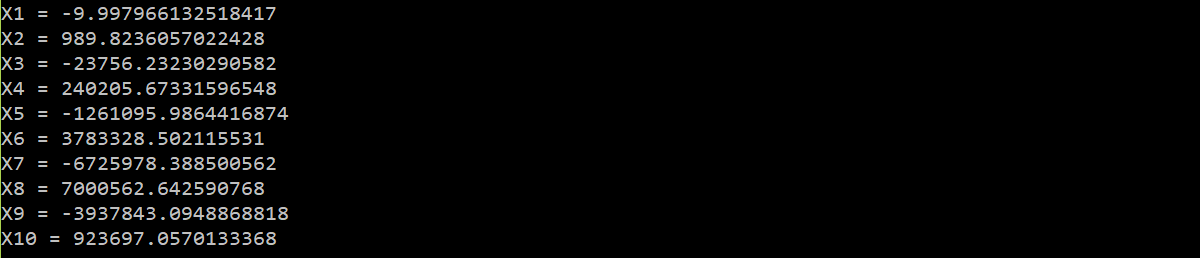 X1 = -9.997966132518417
X2 = 989.8236057022428
X3 = -23756.23230290582
X4 = 240205.67331596548
X5 = -1261095.9864416874
X6 = 3783328.502115531
X7 = -6725978.388500562
X8 = 7000562.642590768
X9 = -3937843.0948868818
X10 = 923697.0570133368